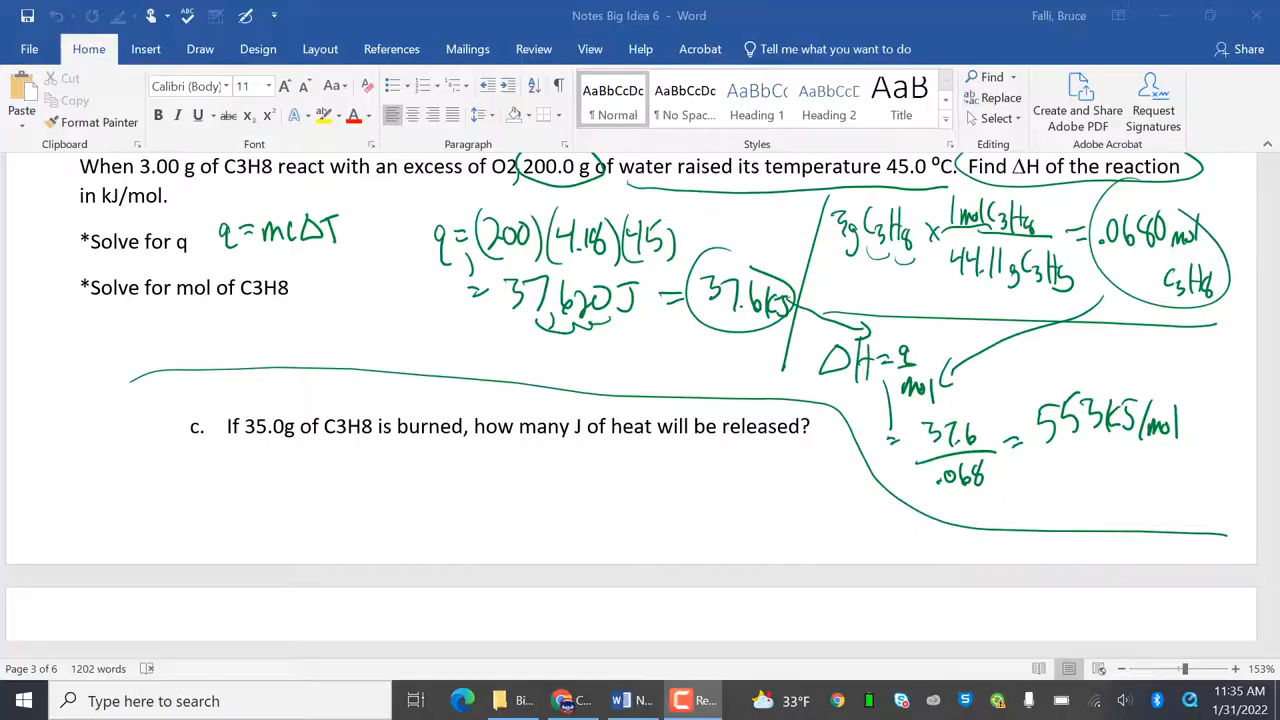 Notes Big Idea 6 - Word
Falli, Bruce
File Home Insert Draw Design Layout References Mailings Review View Help Acrobat Tell me what you want to do Share
Paste
Cut
Copy
Format Painter
Clipboard
Calibri (Body) 11
Font
Paragraph
AaBbCcDc AaBbCcDc AaBbCc AaBbCcD AaB
¶ Normal ¶ No Spac... Heading 1 Heading 2 Title
Styles
Find
Replace
Select
Editing
Create and Share Adobe PDF
Request Signatures
Adobe Acrobat
When 3.00 g of C3H8 react with an excess of O2 200.0 g of water raised its temperature 45.0 ⁰C. Find ∆H of the reaction
in kJ/mol.
*Solve for q
q = mc∆T
q = (200)(4.18)(45)
= 37,620 J = 37.6 kJ
3g C3H8 x 1 mol C3H8 / 44.11 g C3H8 = .0680 mol C3H8
*Solve for mol of C3H8
∆H = q / mol
= 37.6 / .068 = 553 kJ/mol
c. If 35.0g of C3H8 is burned, how many J of heat will be released?
Page 3 of 6 1202 words
153%
Type here to search
Bi...
C...
N...
Re...
33°F
11:35 AM
1/31/2022